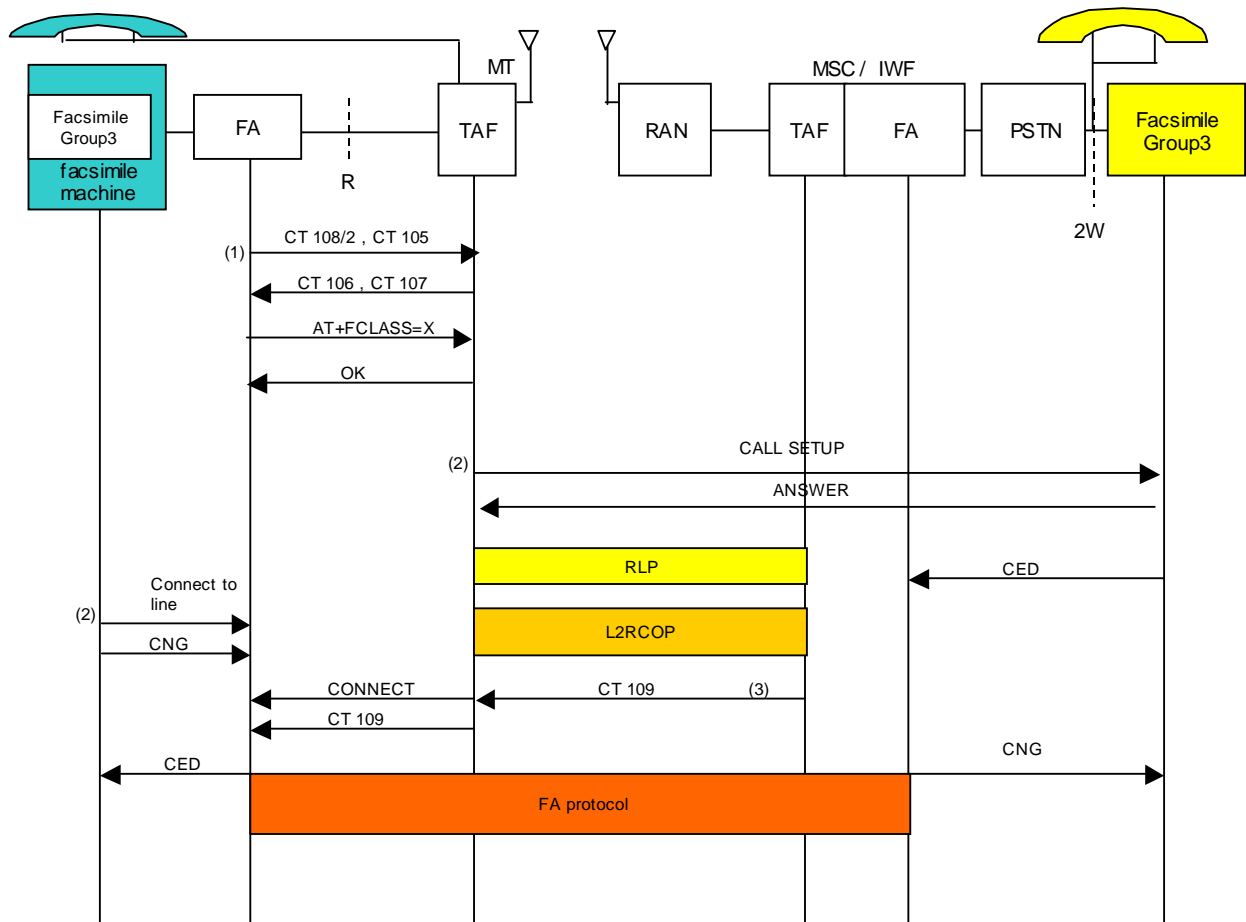 MT
MSC / IWF
Facsimile
Group3
facsimile
machine
FA
R
TAF
RAN
TAF
FA
PSTN
2W
Facsimile
Group3
(1)
CT 108/2 , CT 105
CT 106 , CT 107
AT+FCLASS=X
OK
(2)
CALL SETUP
ANSWER
RLP
CED
(2)
Connect to
line
L2RCOP
CNG
CONNECT
CT 109
(3)
CT 109
CED
CNG
FA protocol